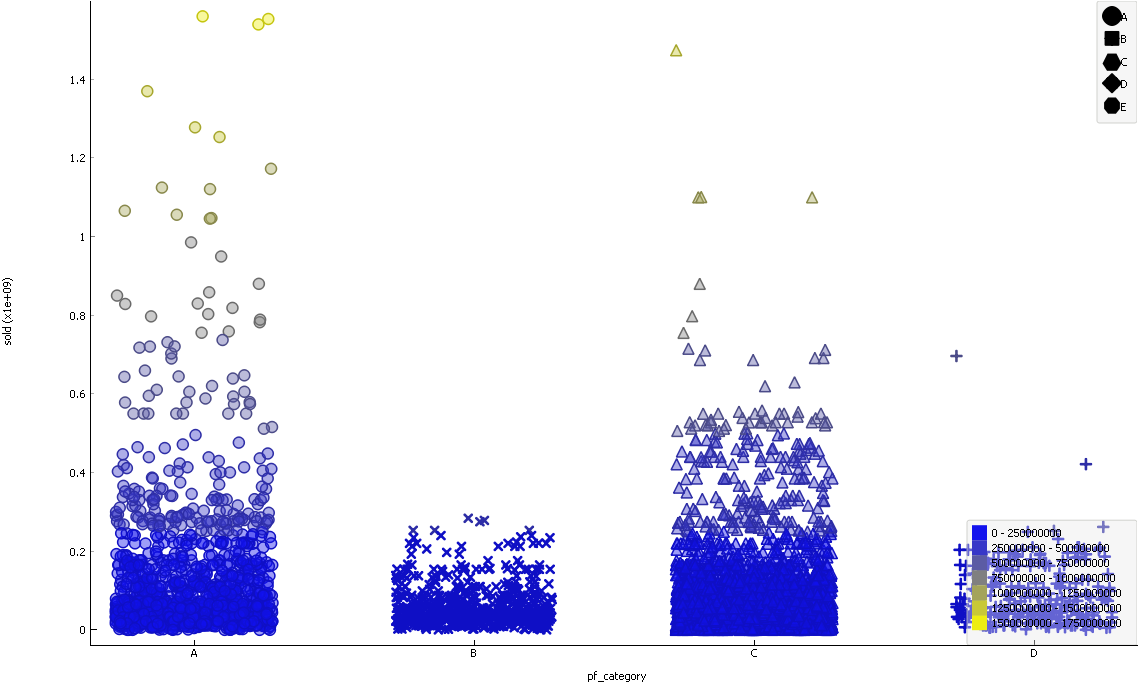 A
B
C
D
E
1.4
1.2
1
0.8
0.6
0.4
0.2
0
sold (x1e+09)
0 - 250000000
250000000 - 500000000
500000000 - 750000000
750000000 - 1000000000
1000000000 - 1250000000
1250000000 - 1500000000
1500000000 - 1750000000
A B C D
pf_category